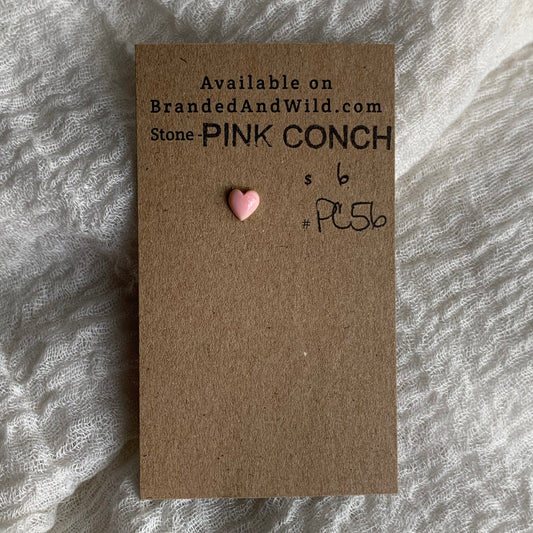 Available on
BrandedAndWild.com
Stone - PINK CONCH
$ 6
# PC56